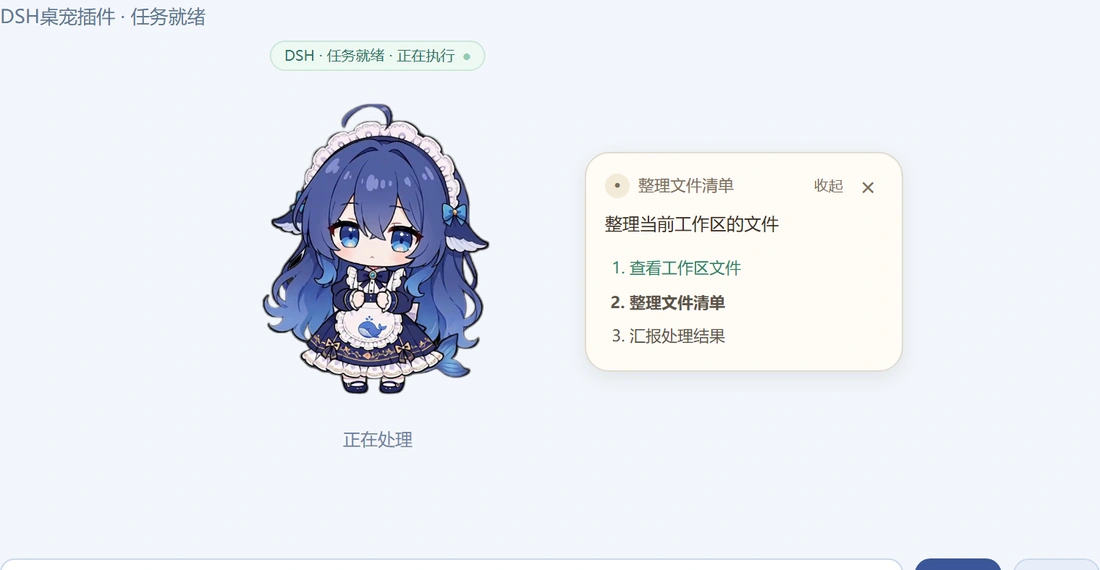 DSH桌宠插件 · 任务就绪
DSH · 任务就绪 · 正在执行
整理文件清单 收起
整理当前工作区的文件
1. 查看工作区文件
2. 整理文件清单
3. 汇报处理结果
正在处理